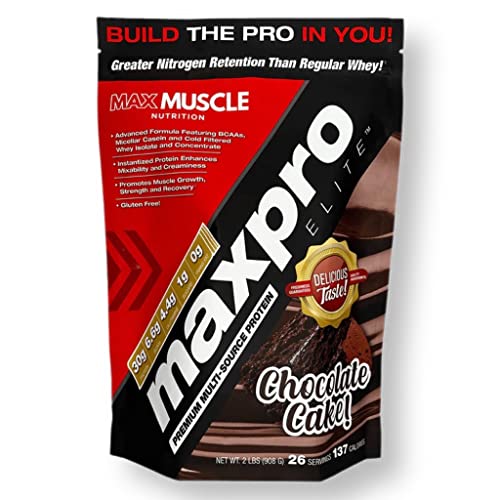 BUILD THE PRO IN YOU!
Greater Nitrogen Retention Than Regular Whey!
MAX MUSCLE
NUTRITION
• Advanced Formula Featuring BCAAs,
Micellar Casein and Cold Filtered
Whey Isolate and Concentrate
• Instantized Protein Enhances
Mixability and Creaminess
• Promotes Muscle Growth,
Strength and Recovery
• Gluten Free!
30g 6.6g 4.4g 1g 0g
maxpro
ELITE™
PREMIUM MULTI-SOURCE PROTEIN
DELICIOUS
Taste!
FRESHNESS
GUARANTEED
Chocolate
Cake!
NET WT. 2 LBS (908 G) 26 SERVINGS 137 CALORIES